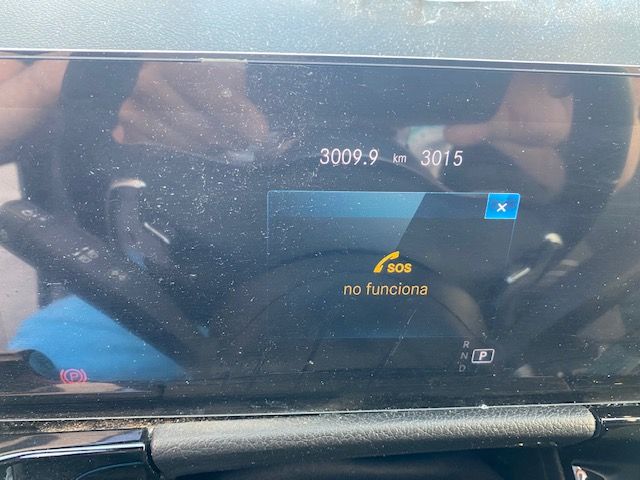 3009.9 km 3015
×
SOS
no funciona
R
N P
D
P